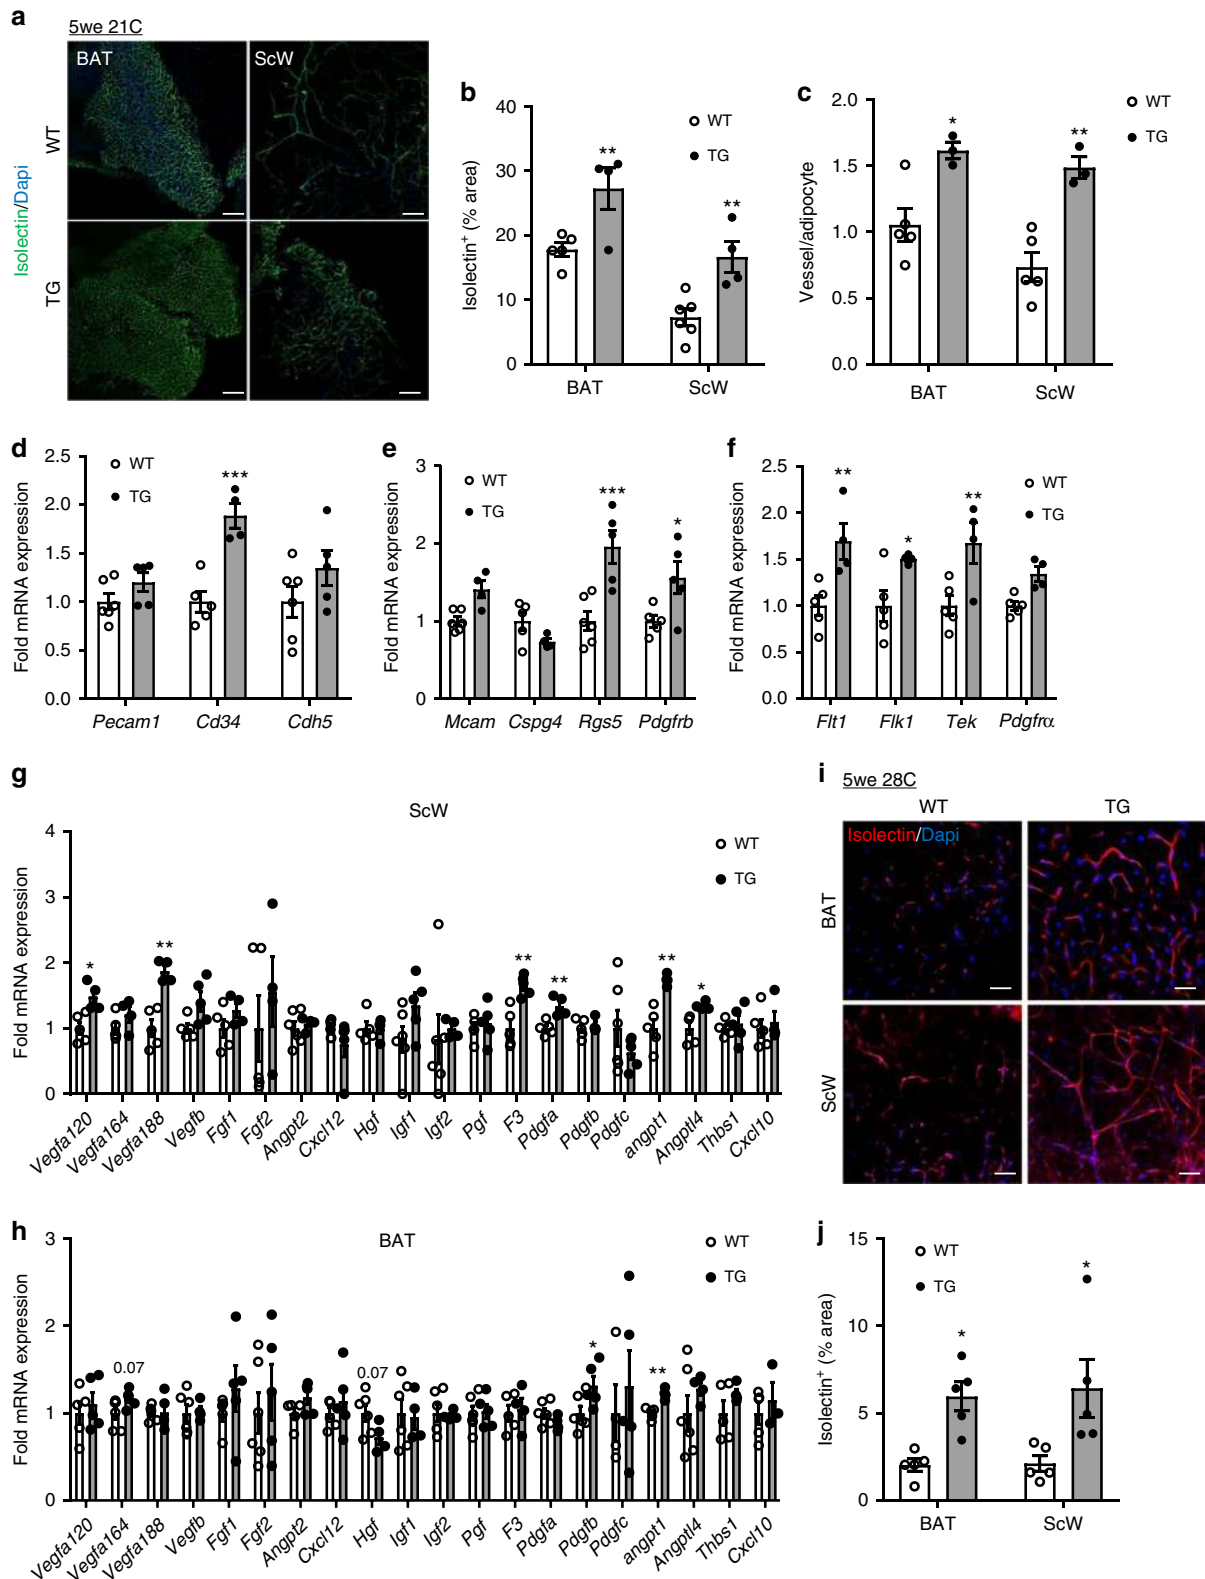 a
5we 21C
BAT
ScW
WT
TG
Isolectin/Dapi
b
Isolectin+ (% area)
40
30
20
10
0
WT
TG
**
**
BAT
ScW
c
Vessel/adipocyte
2.0
1.5
1.0
0.5
0.0
WT
TG
*
**
BAT
ScW
d
Fold mRNA expression
2.5
2.0
1.5
1.0
0.5
0.0
WT
TG
***
Pecam1
Cd34
Cdh5
e
Fold mRNA expression
3
2
1
0
WT
TG
***
*
Mcam
Cspg4
Rgs5
Pdgfrb
f
Fold mRNA expression
2.5
2.0
1.5
1.0
0.5
0.0
WT
TG
**
*
**
Flt1
Flk1
Tek
Pdgfrα
g
ScW
Fold mRNA expression
4
3
2
1
0
WT
TG
*
**
**
**
**
*
Vegfa120
Vegfa164
Vegfa188
Vegfb
Fgf1
Fgf2
Angpt2
Cxcl12
Hgf
Igf1
Igf2
Pgf
F3
Pdgfa
Pdgfb
Pdgfc
angpt1
Angptl4
Thbs1
Cxcl10
i
5we 28C
WT
TG
Isolectin/Dapi
BAT
ScW
h
BAT
Fold mRNA expression
3
2
1
0
WT
TG
0.07
0.07
*
**
Vegfa120
Vegfa164
Vegfa188
Vegfb
Fgf1
Fgf2
Angpt2
Cxcl12
Hgf
Igf1
Igf2
Pgf
F3
Pdgfa
Pdgfb
Pdgfc
angpt1
Angptl4
Thbs1
Cxcl10
j
Isolectin+ (% area)
15
10
5
0
WT
TG
*
*
BAT
ScW